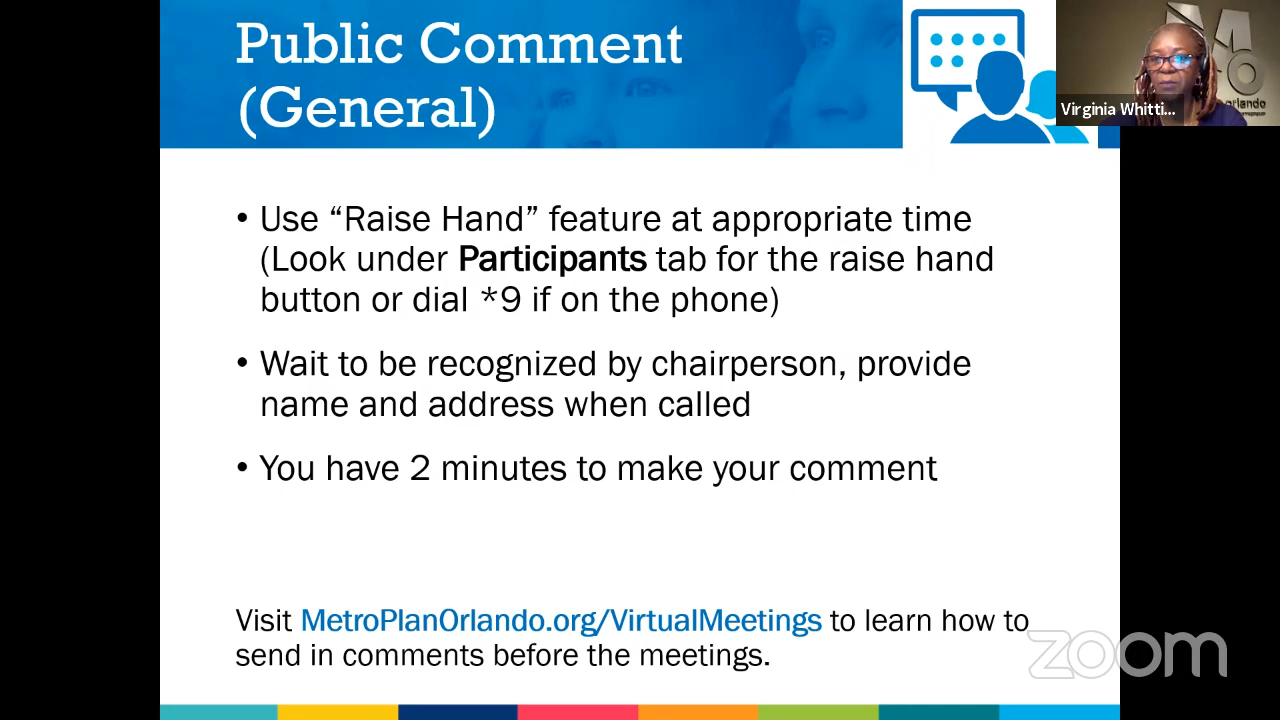 Public Comment
(General)
Virginia Whitti...
• Use “Raise Hand” feature at appropriate time
(Look under Participants tab for the raise hand
button or dial *9 if on the phone)
• Wait to be recognized by chairperson, provide
name and address when called
• You have 2 minutes to make your comment
Visit MetroPlanOrlando.org/VirtualMeetings to learn how to
send in comments before the meetings.
zoom